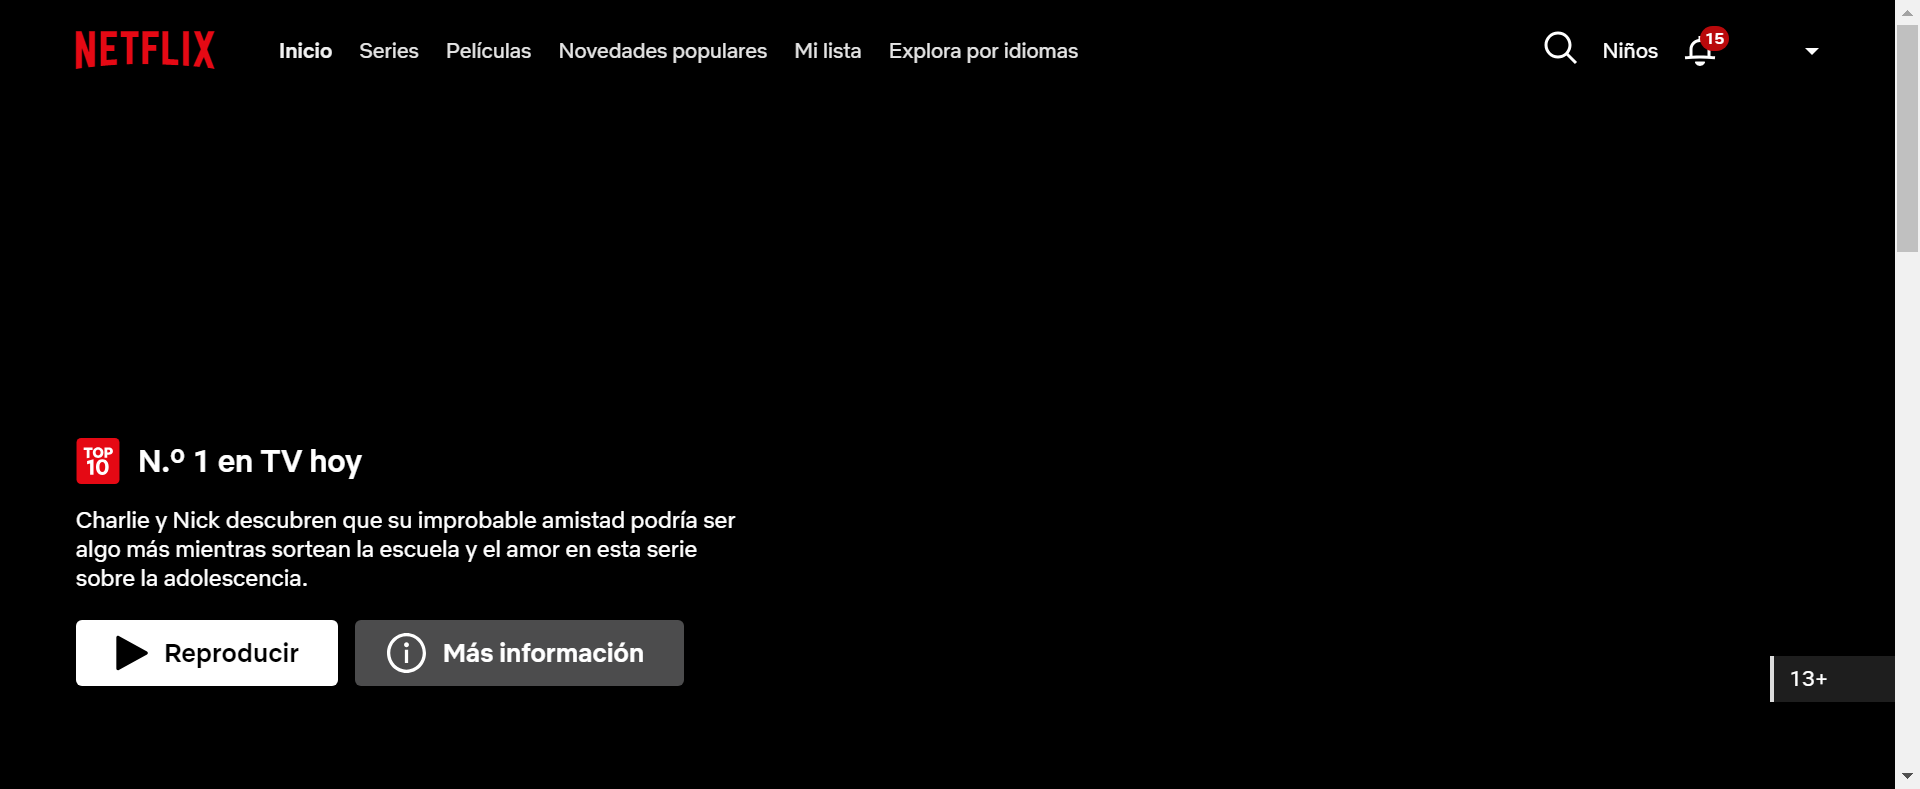 NETFLIX
Inicio Series Películas Novedades populares Mi lista Explora por idiomas Niños 15
TOP
10
N.º 1 en TV hoy
Charlie y Nick descubren que su improbable amistad podría ser
algo más mientras sortean la escuela y el amor en esta serie
sobre la adolescencia.
Reproducir Más información
13+